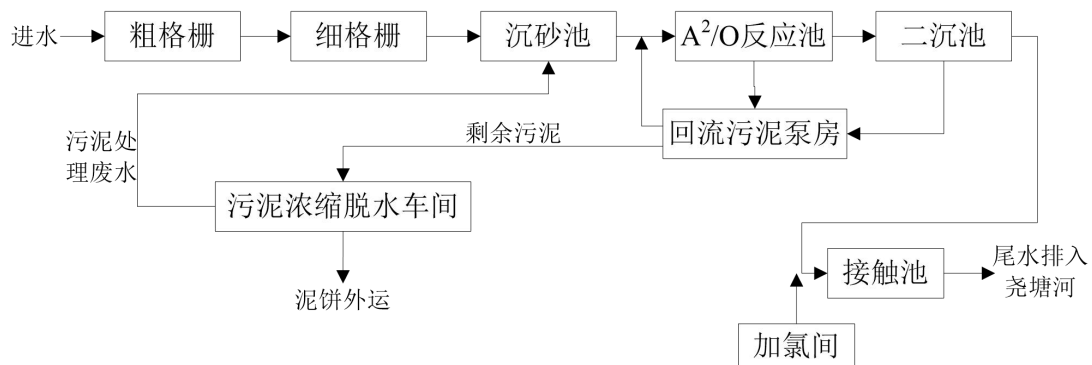 进水
粗格栅
细格栅
沉砂池
A²/O反应池
二沉池
污泥处
理废水
剩余污泥
回流污泥泵房
污泥浓缩脱水车间
接触池
尾水排入
尧塘河
泥饼外运
加氯间